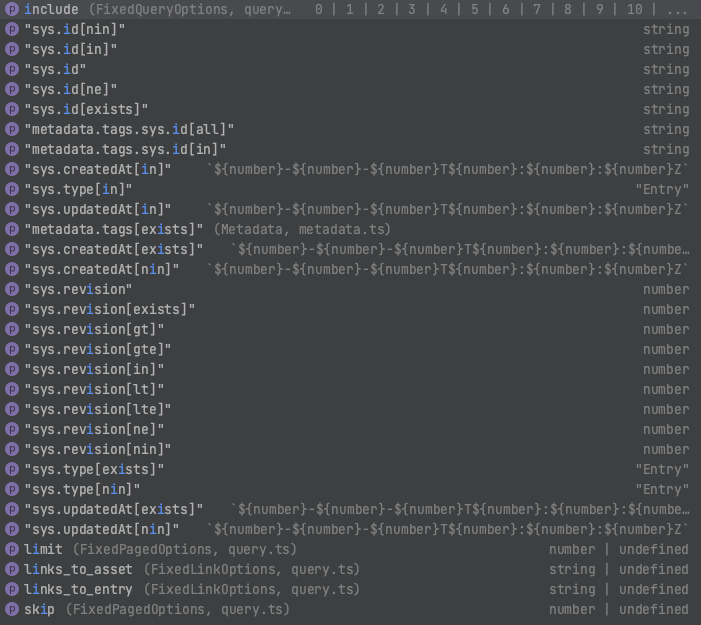 p include (FixedQueryOptions, query… 0 | 1 | 2 | 3 | 4 | 5 | 6 | 7 | 8 | 9 | 10 | ...
p "sys.id[nin]" string
p "sys.id[in]" string
p "sys.id" string
p "sys.id[ne]" string
p "sys.id[exists]" string
p "metadata.tags.sys.id[all]" string
p "metadata.tags.sys.id[in]" string
p "sys.createdAt[in]" `${number}-${number}-${number}T${number}:${number}:${number}Z`
p "sys.type[in]" "Entry"
p "sys.updatedAt[in]" `${number}-${number}-${number}T${number}:${number}:${number}Z`
p "metadata.tags[exists]" (Metadata, metadata.ts)
p "sys.createdAt[exists]" `${number}-${number}-${number}T${number}:${number}:${numbe…
p "sys.createdAt[nin]" `${number}-${number}-${number}T${number}:${number}:${number}Z`
p "sys.revision" number
p "sys.revision[exists]" number
p "sys.revision[gt]" number
p "sys.revision[gte]" number
p "sys.revision[in]" number
p "sys.revision[lt]" number
p "sys.revision[lte]" number
p "sys.revision[ne]" number
p "sys.revision[nin]" number
p "sys.type[exists]" "Entry"
p "sys.type[nin]" "Entry"
p "sys.updatedAt[exists]" `${number}-${number}-${number}T${number}:${number}:${numbe…
p "sys.updatedAt[nin]" `${number}-${number}-${number}T${number}:${number}:${number}Z`
p limit (FixedPagedOptions, query.ts) number | undefined
p links_to_asset (FixedLinkOptions, query.ts) string | undefined
p links_to_entry (FixedLinkOptions, query.ts) string | undefined
p skip (FixedPagedOptions, query.ts) number | undefined